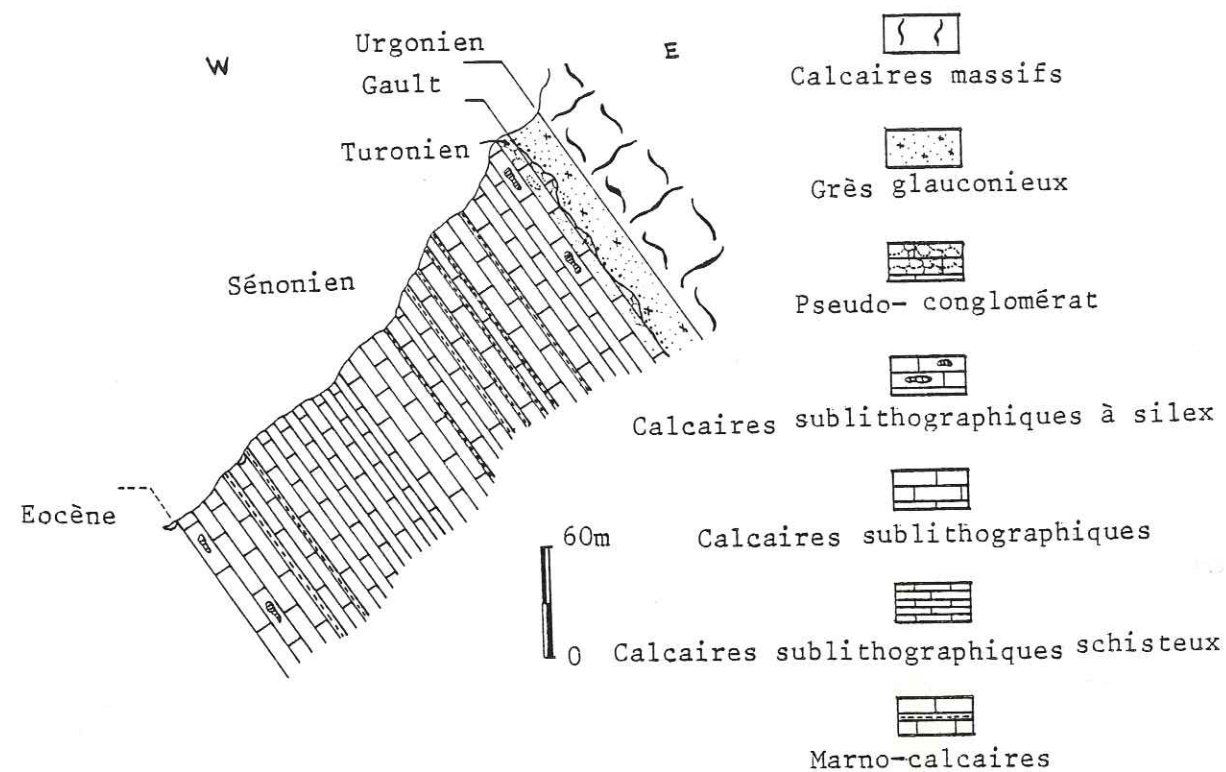 W
E
Urgonien
Gault
Turonien
Sénonien
Eocène
60m
0
Calcaires massifs
Grès glauconieux
Pseudo- conglomérat
Calcaires sublithographiques à silex
Calcaires sublithographiques
Calcaires sublithographiques schisteux
Marno-calcaires